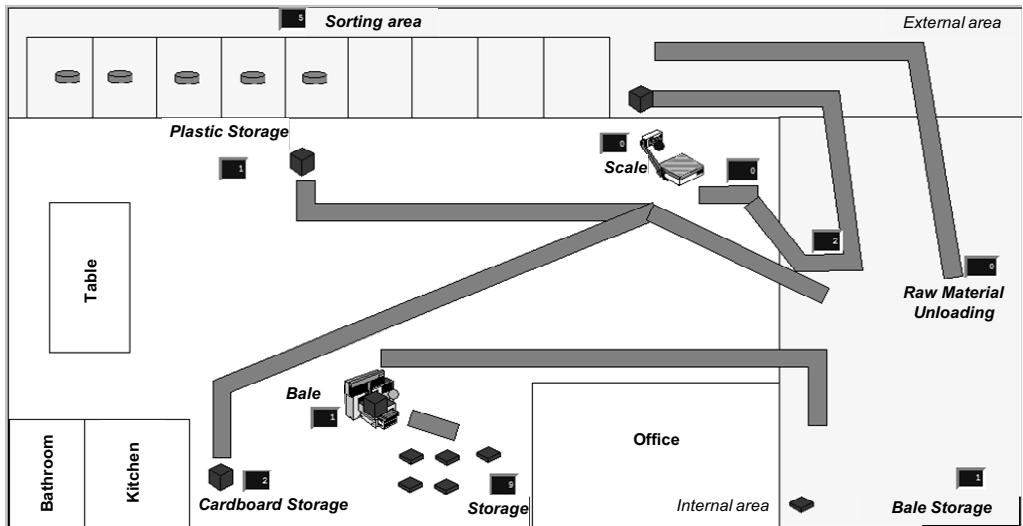 5
Sorting area
External area
Plastic Storage
1
0
Scale
0
2
0
Raw Material
Unloading
Table
Bale
1
Office
Bathroom
Kitchen
2
Cardboard Storage
9
Storage
Internal area
1
Bale Storage